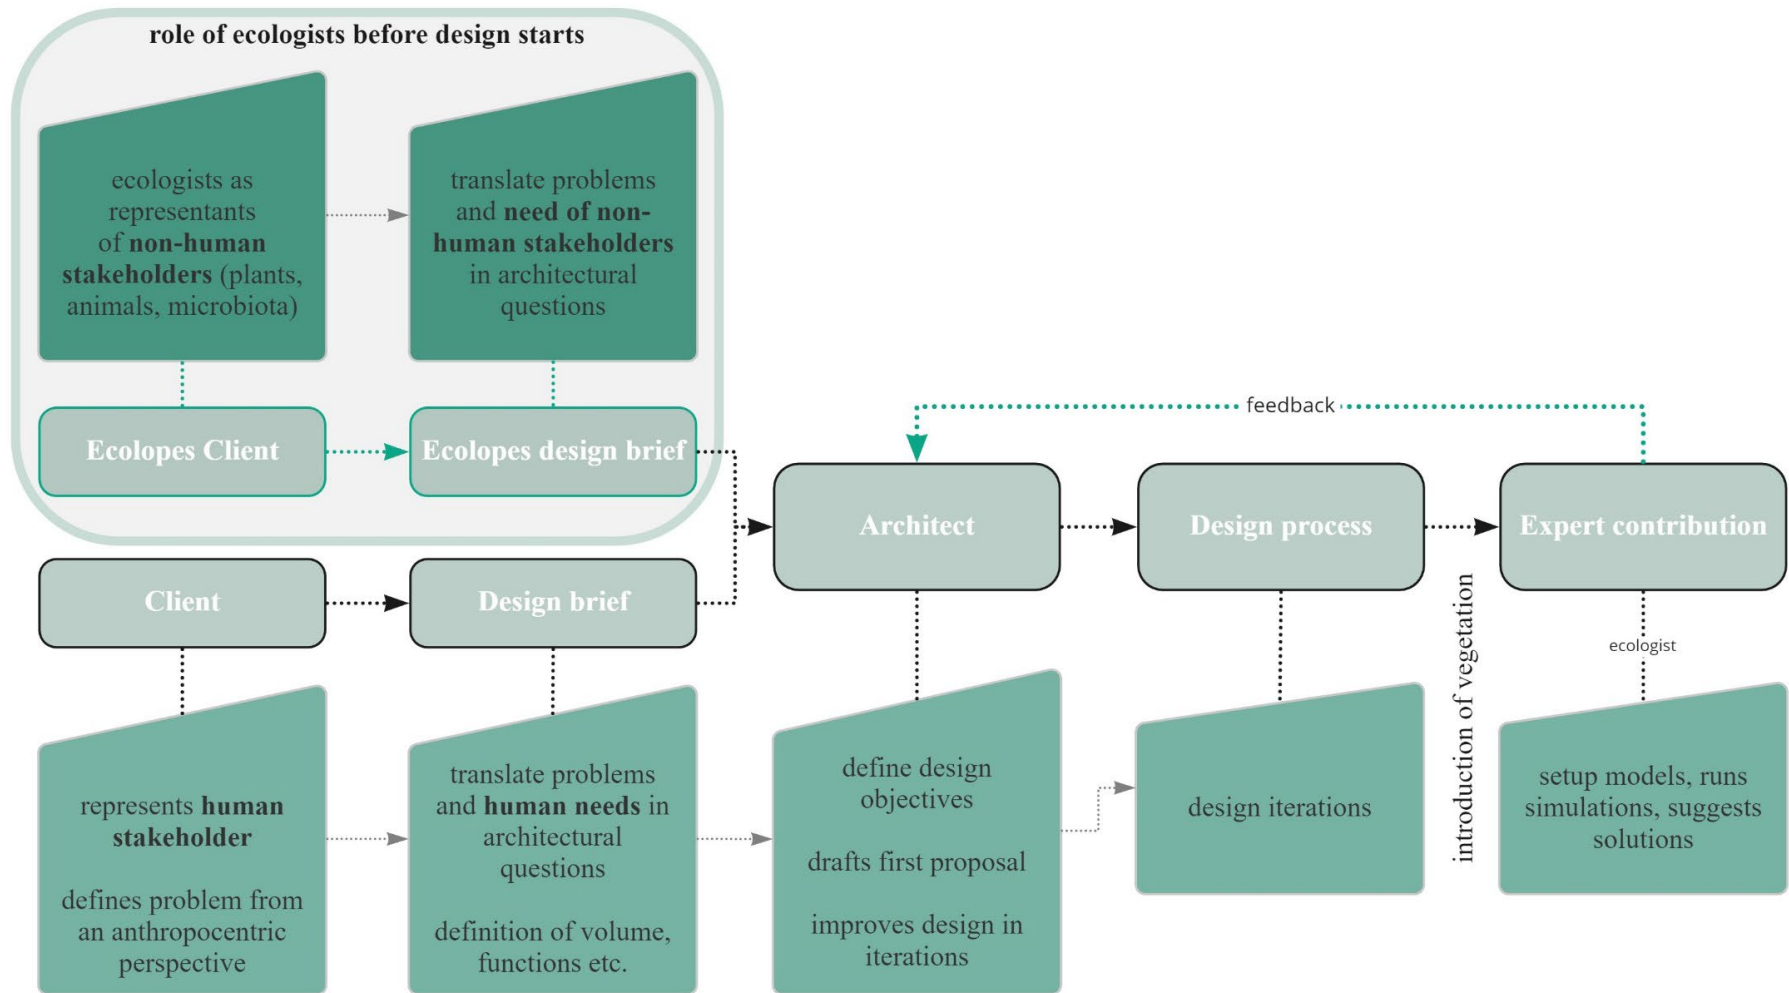 role of ecologists before design starts
ecologists as
representants
of non-human
stakeholders (plants,
animals, microbiota)
translate problems
and need of non-
human stakeholders
in architectural
questions
Ecolopes Client
Ecolopes design brief
feedback
Architect
Design process
Expert contribution
Client
Design brief
introduction of vegetation
ecologist
represents human
stakeholder
defines problem from
an anthropocentric
perspective
translate problems
and human needs in
architectural
questions
definition of volume,
functions etc.
define design
objectives
drafts first proposal
improves design in
iterations
design iterations
setup models, runs
simulations, suggests
solutions